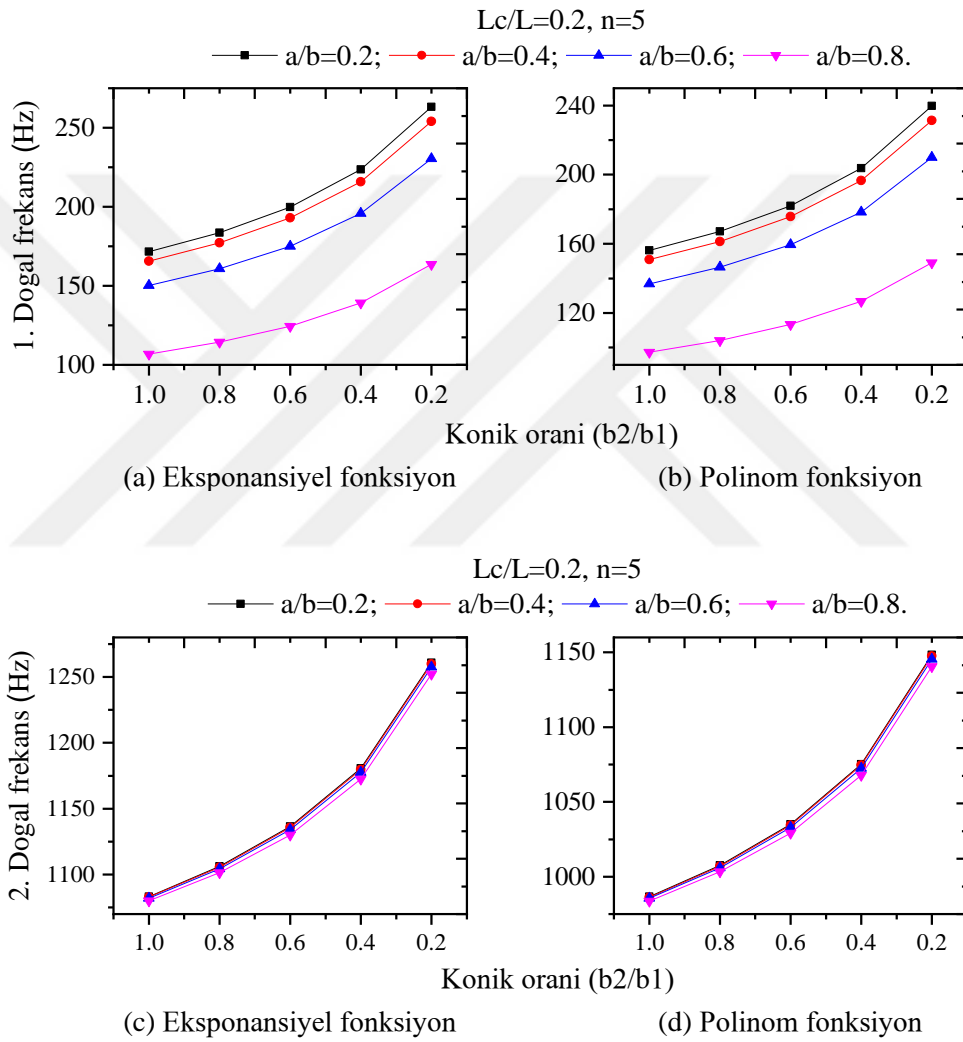 Lc/L=0.2, n=5
a/b=0.2; a/b=0.4; a/b=0.6; a/b=0.8.
1. Dogal frekans (Hz)
250
200
150
100
1.0 0.8 0.6 0.4 0.2
240
200
160
120
1.0 0.8 0.6 0.4 0.2
Konik orani (b2/b1)
(a) Eksponansiyel fonksiyon
(b) Polinom fonksiyon
Lc/L=0.2, n=5
a/b=0.2; a/b=0.4; a/b=0.6; a/b=0.8.
2. Dogal frekans (Hz)
1250
1200
1150
1100
1.0 0.8 0.6 0.4 0.2
1150
1100
1050
1000
1.0 0.8 0.6 0.4 0.2
Konik orani (b2/b1)
(c) Eksponansiyel fonksiyon
(d) Polinom fonksiyon